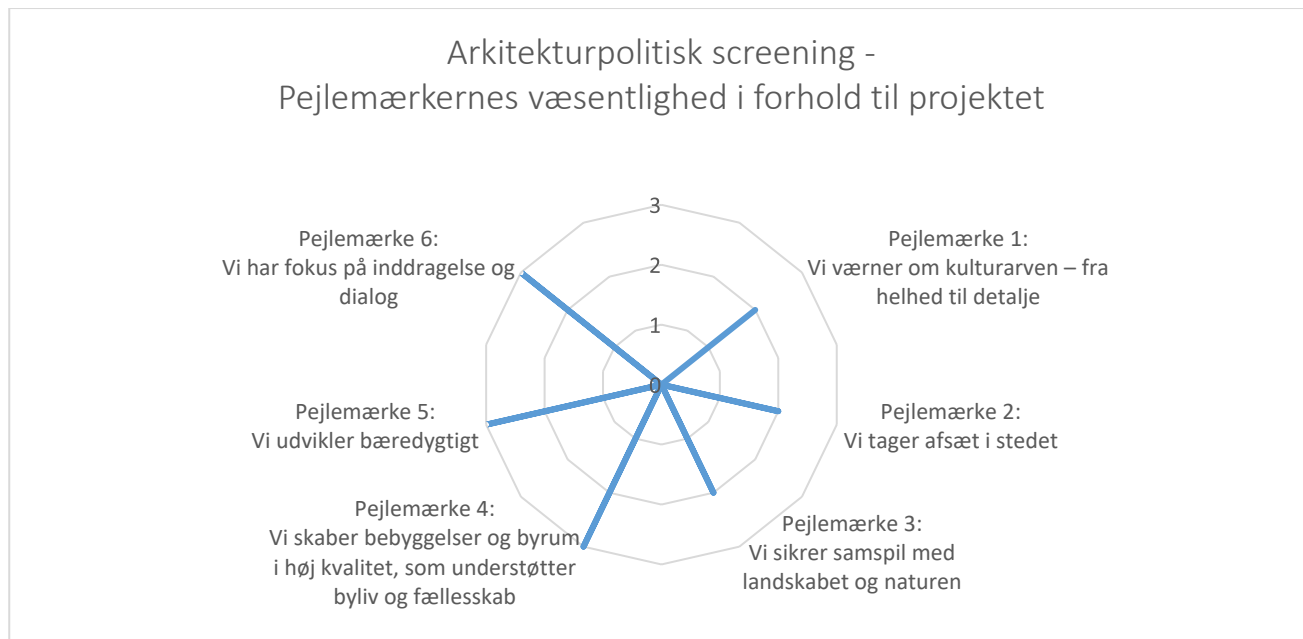 Arkitekturpolitisk screening -
Pejlemærkernes væsentlighed i forhold til projektet
3
2
1
0
Pejlemærke 1:
Vi værner om kulturarven – fra
helhed til detalje
Pejlemærke 2:
Vi tager afsæt i stedet
Pejlemærke 3:
Vi sikrer samspil med
landskabet og naturen
Pejlemærke 4:
Vi skaber bebyggelser og byrum
i høj kvalitet, som understøtter
byliv og fællesskab
Pejlemærke 5:
Vi udvikler bæredygtigt
Pejlemærke 6:
Vi har fokus på inddragelse og
dialog